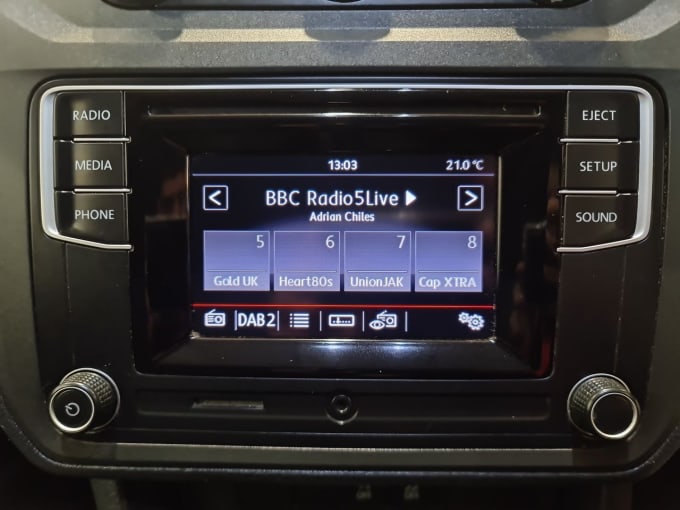 RADIO
EJECT
MEDIA
SETUP
PHONE
SOUND
13:03
21.0°C
BBC Radio5Live
Adrian Chiles
5 6 7 8
Gold UK Heart80s UnionJAK Cap XTRA
DAB2